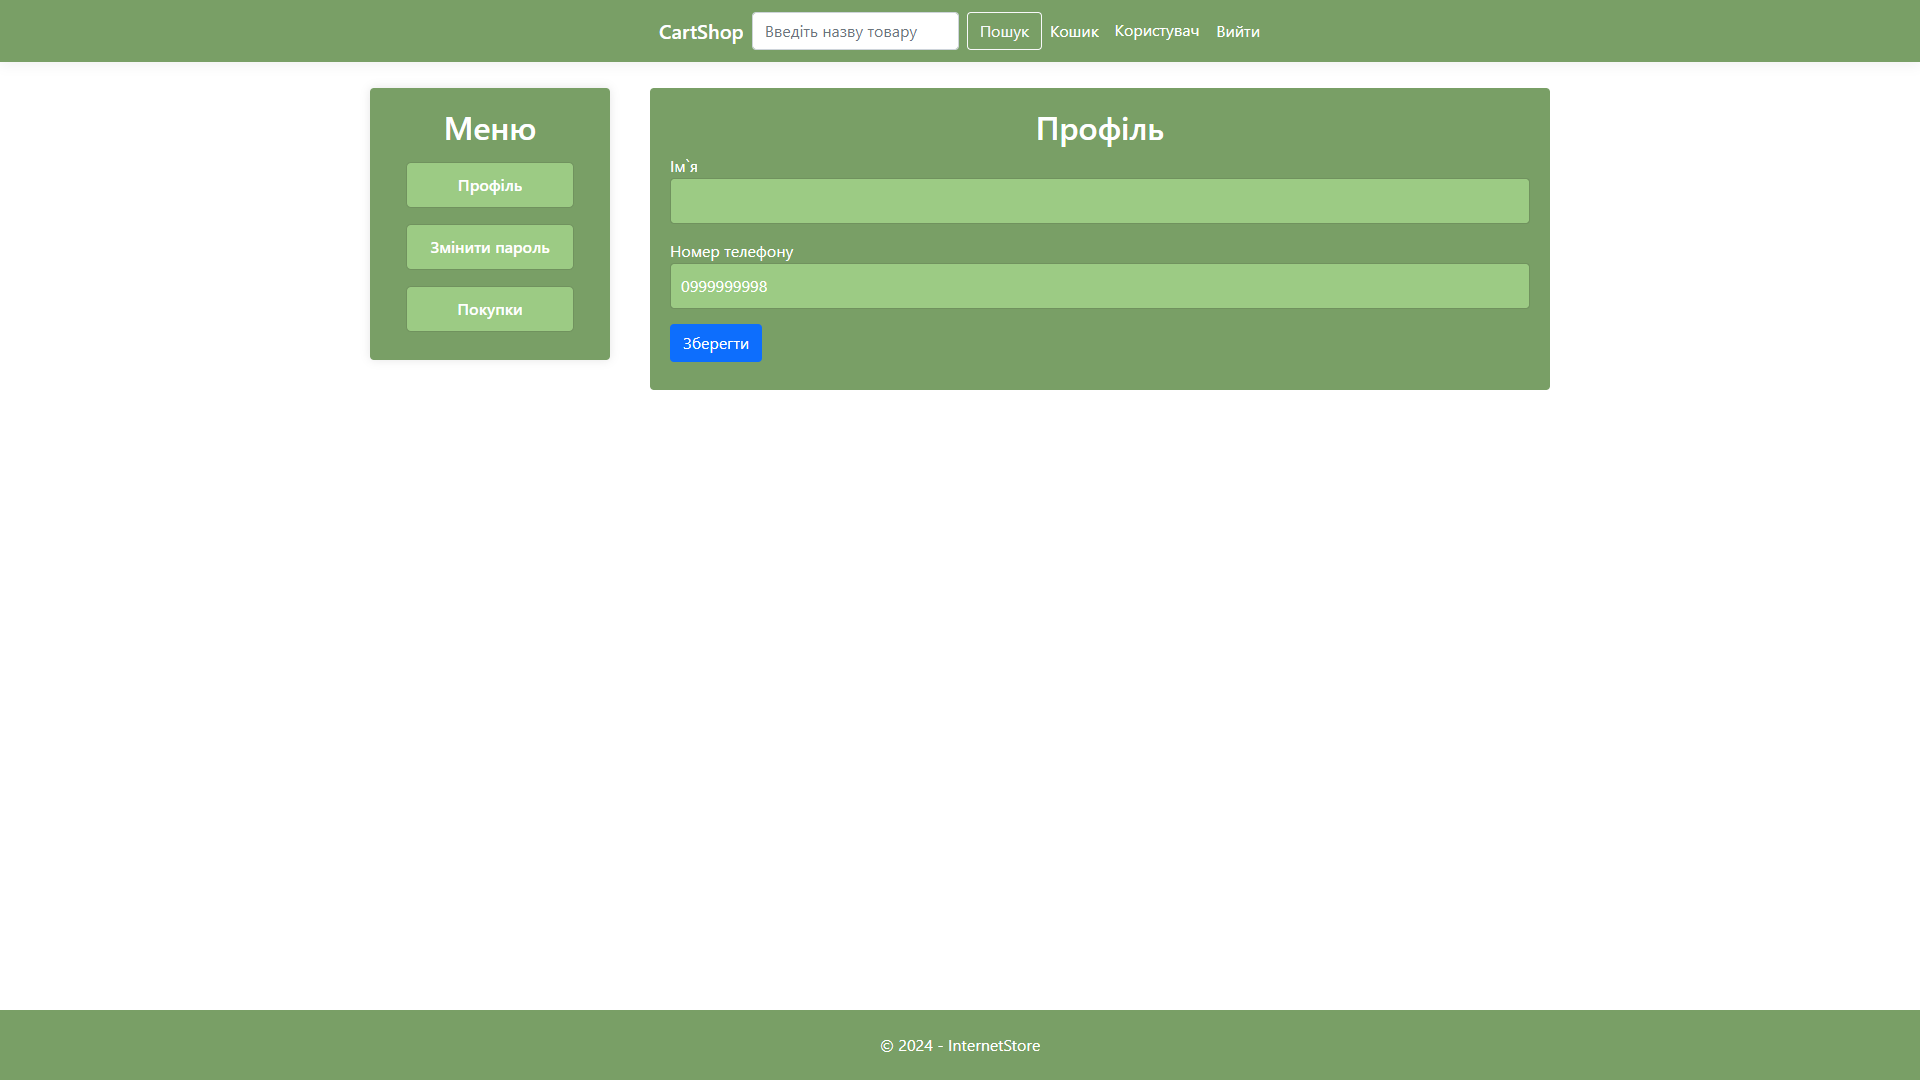 CartShop Введіть назву товару Пошук Кошик Користувач Вийти
Меню
Профіль
Змінити пароль
Покупки
Профіль
Ім`я
Номер телефону
0999999998
Зберегти
© 2024 - InternetStore